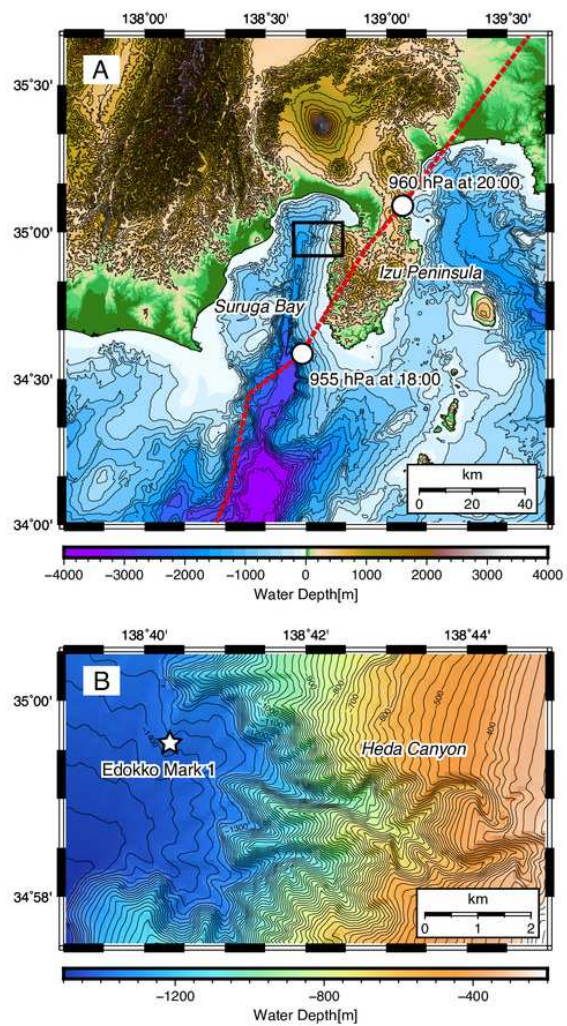 138°00' 138°30' 139°00' 139°30'
A
35°30'
960 hPa at 20:00
35°00'
Izu Peninsula
Suruga Bay
34°30'
955 hPa at 18:00
km
0 20 40
34°00'
−4000 −3000 −2000 −1000 0 1000 2000 3000 4000
Water Depth[m]
138°40' 138°42' 138°44'
B
35°00'
Heda Canyon
Edokko Mark 1
34°58'
km
0 1 2
−1200 −800 −400
Water Depth[m]